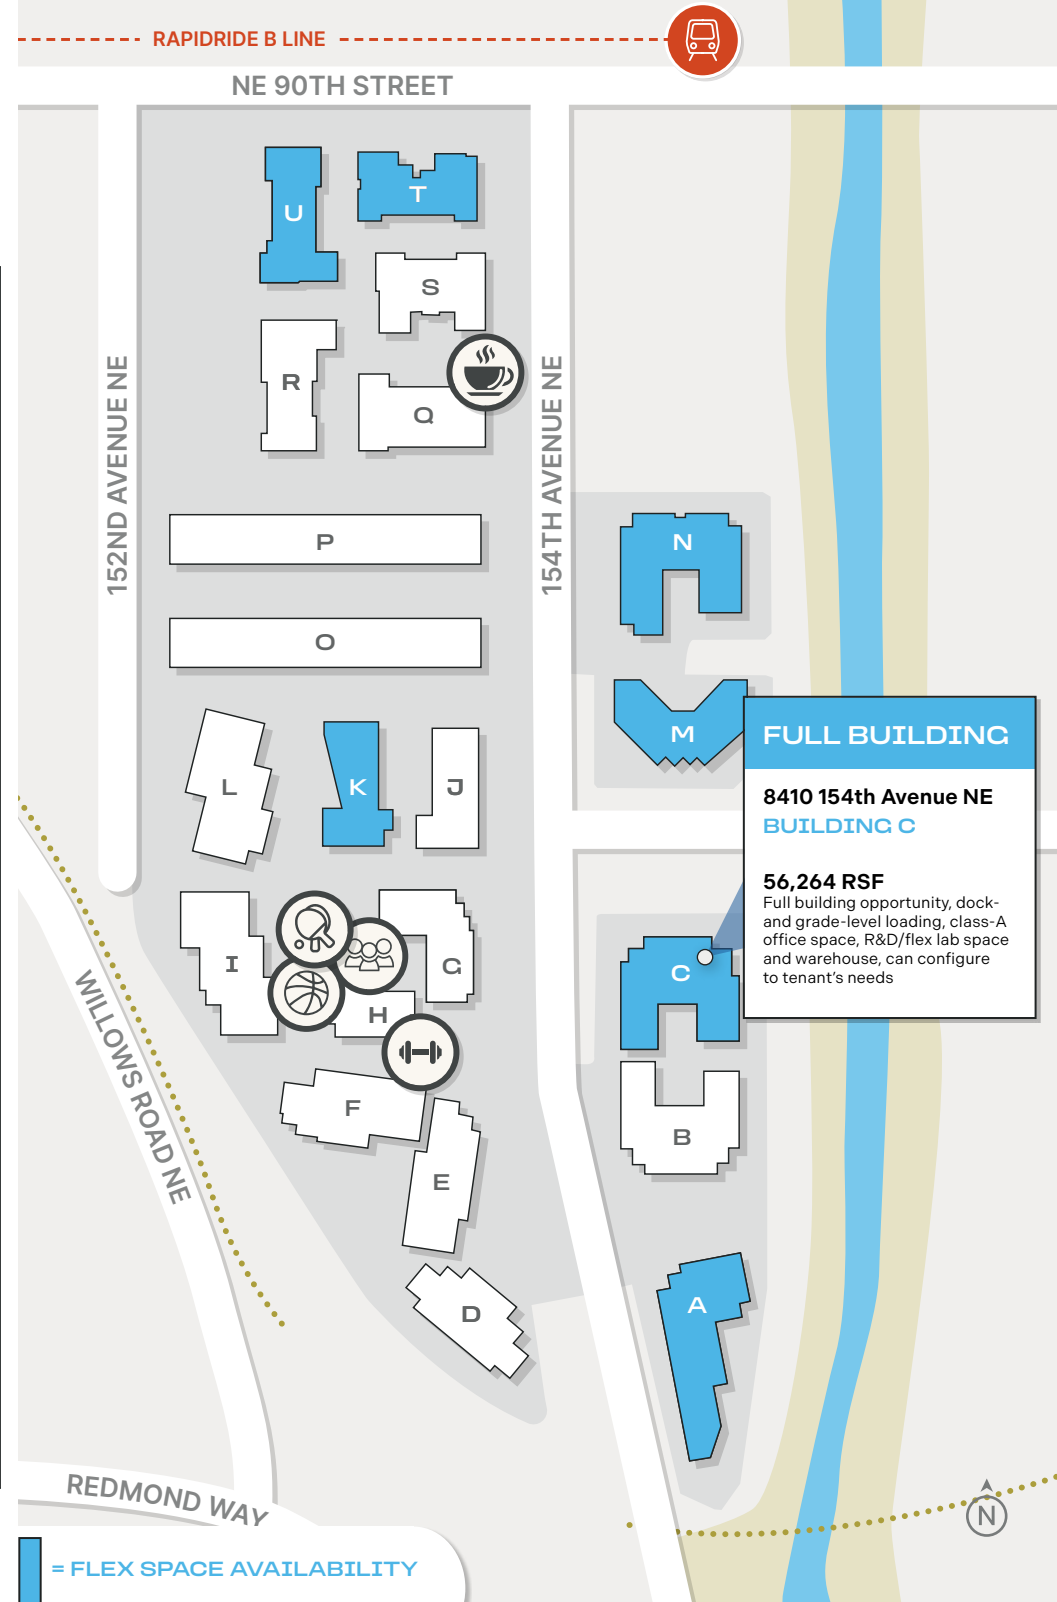 RAPIDRIDE B LINE
NE 90TH STREET
U
T
S
R
Q
152ND AVENUE NE
154TH AVENUE NE
P
N
O
M
FULL BUILDING
8410 154th Avenue NE
BUILDING C
56,264 RSF
Full building opportunity, dock-
and grade-level loading, class-A
office space, R&D/flex lab space
and warehouse, can configure
to tenant's needs
L
K
J
I
G
H
C
F
B
E
WILLOWS ROAD NE
D
A
REDMOND WAY
N
= FLEX SPACE AVAILABILITY